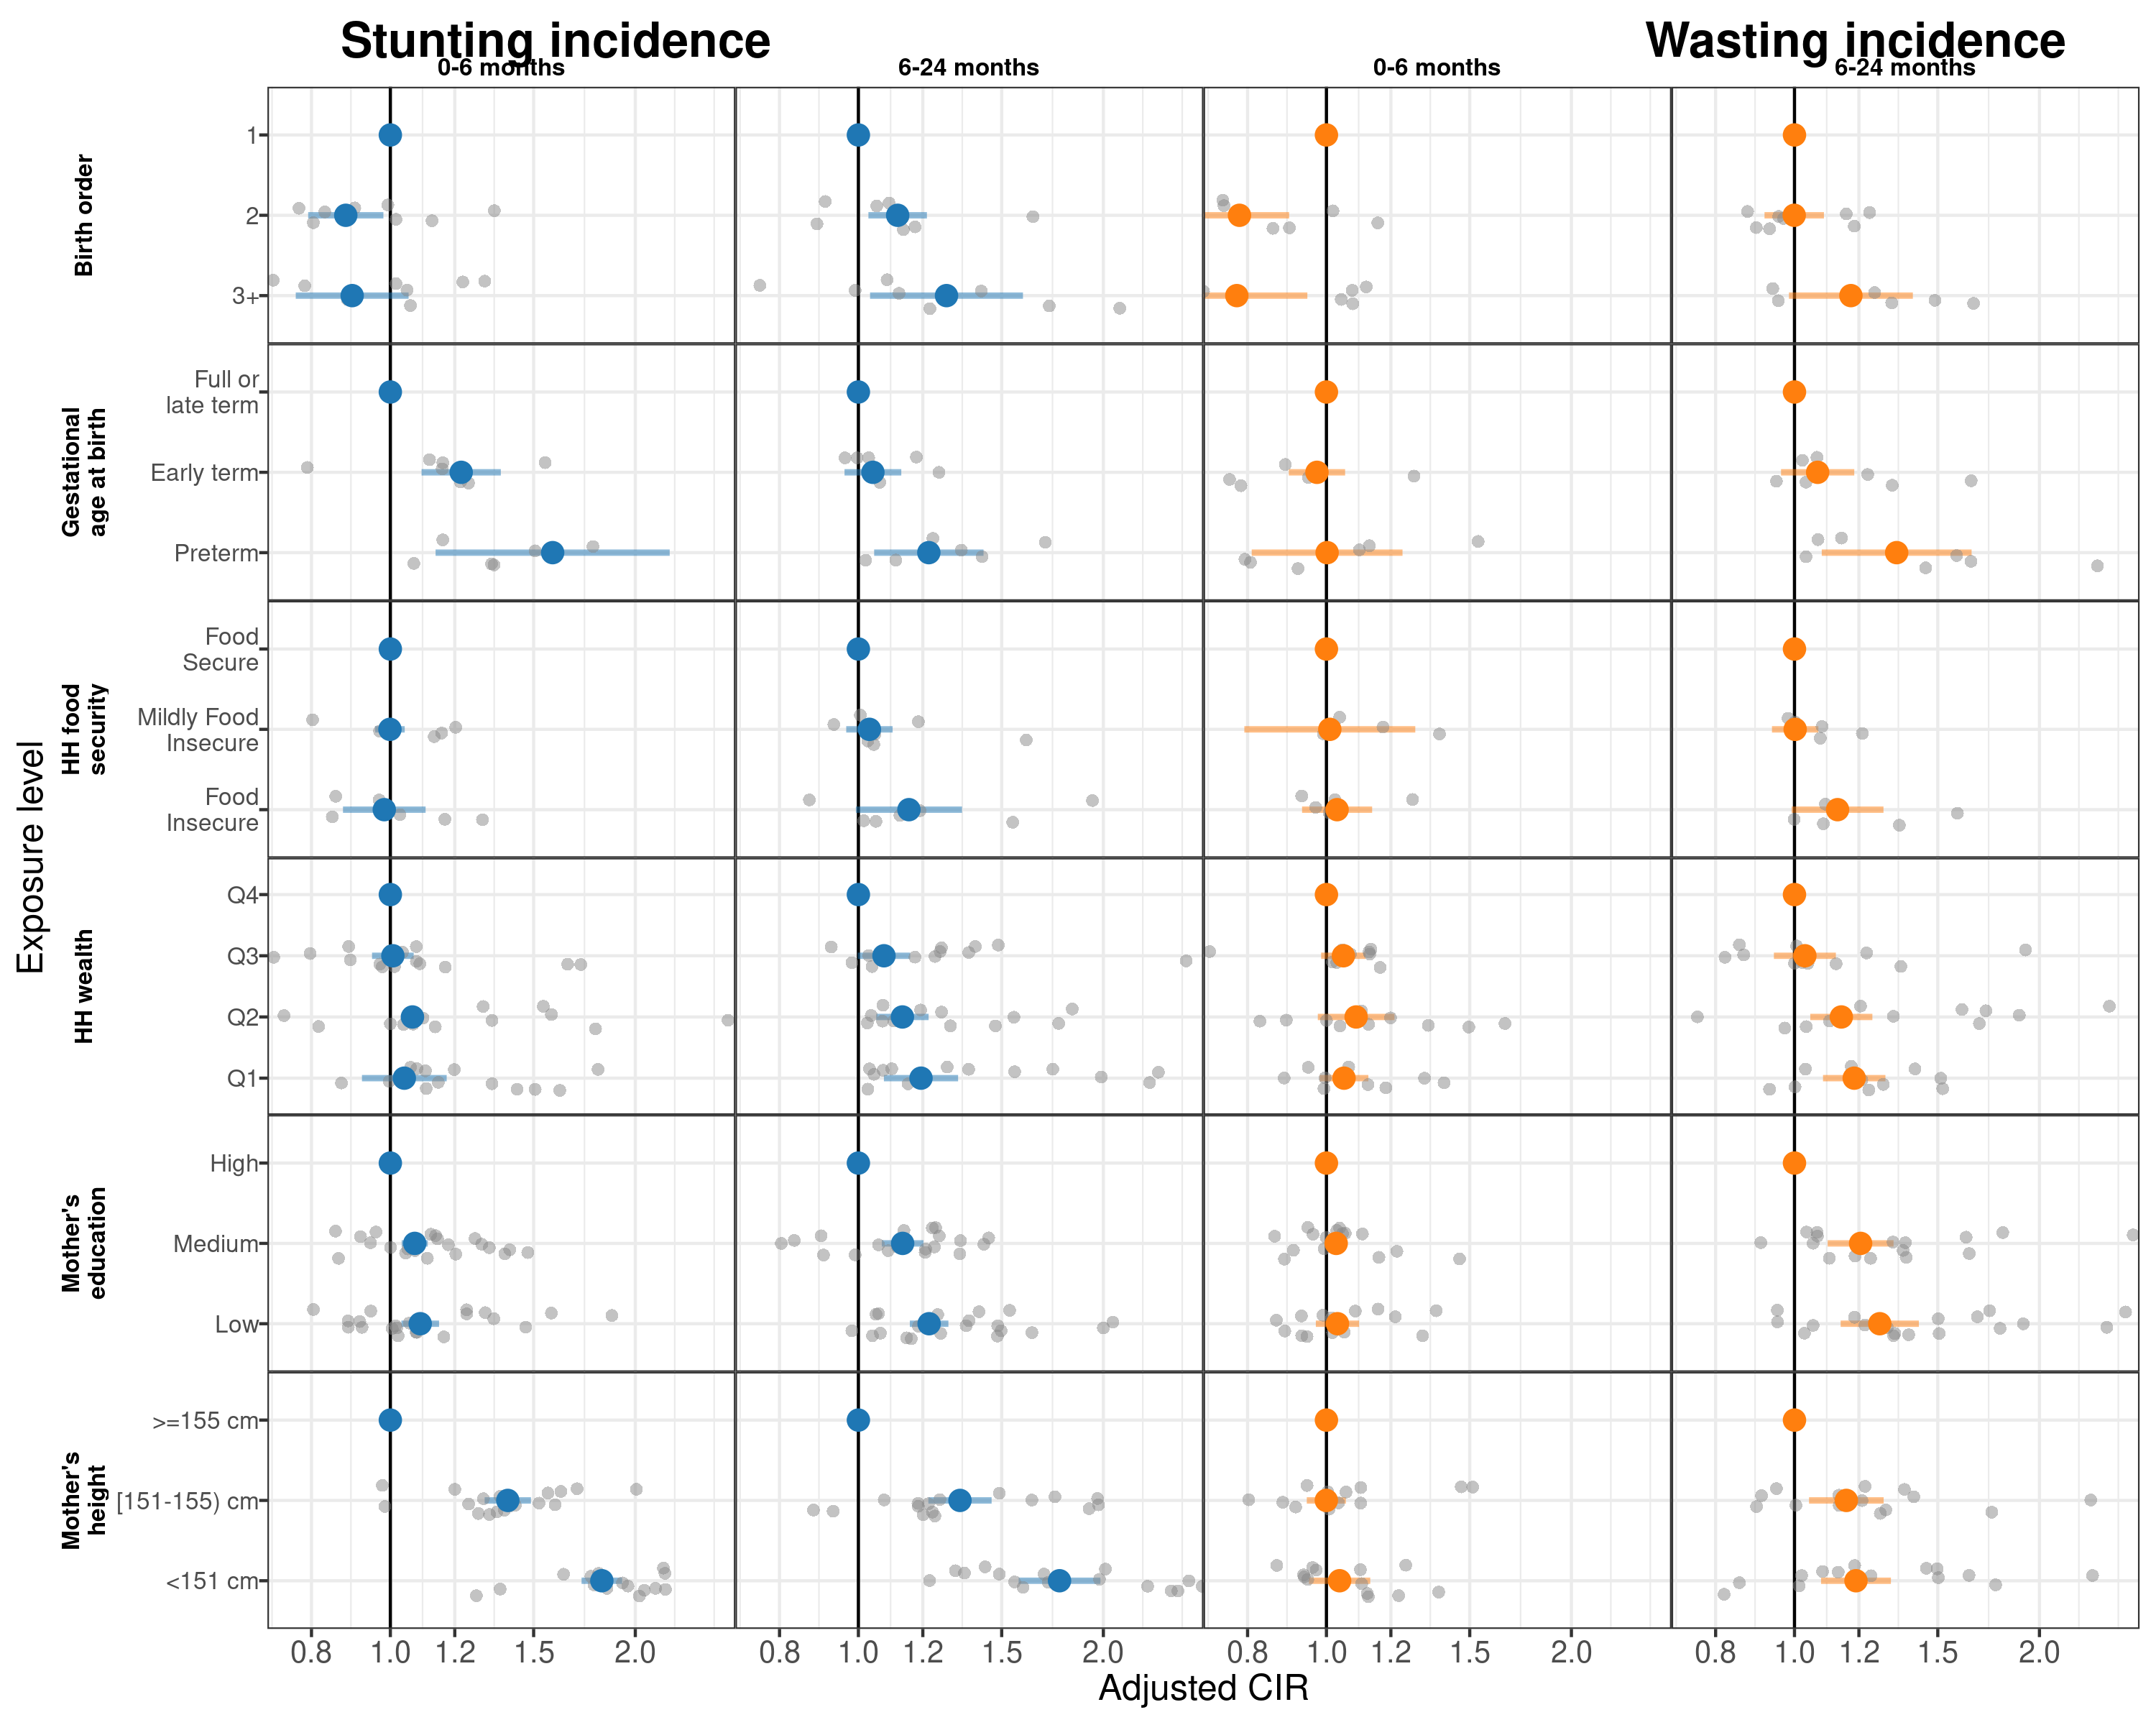 Stunting incidence
Wasting incidence
0-6 months
6-24 months
0-6 months
6-24 months
Exposure level
Birth order
1
2
3+
Gestational
age at birth
Full or
late term
Early term
Preterm
HH food
security
Food
Secure
Mildly Food
Insecure
Food
Insecure
HH wealth
Q4
Q3
Q2
Q1
Mother's
education
High
Medium
Low
Mother's
height
>=155 cm
[151-155) cm
<151 cm
0.8 1.0 1.2 1.5 2.0 0.8 1.0 1.2 1.5 2.0 0.8 1.0 1.2 1.5 2.0 0.8 1.0 1.2 1.5 2.0
Adjusted CIR